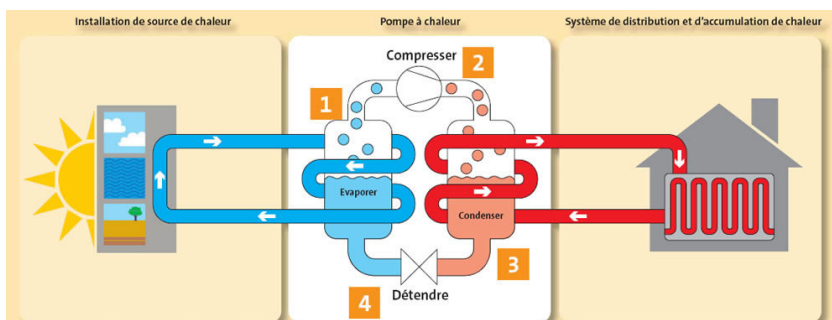 Installation de source de chaleur
Pompe à chaleur
Système de distribution et d'accumulation de chaleur
Compresser
2
1
Evaporer
Condenser
3
4
Détendre